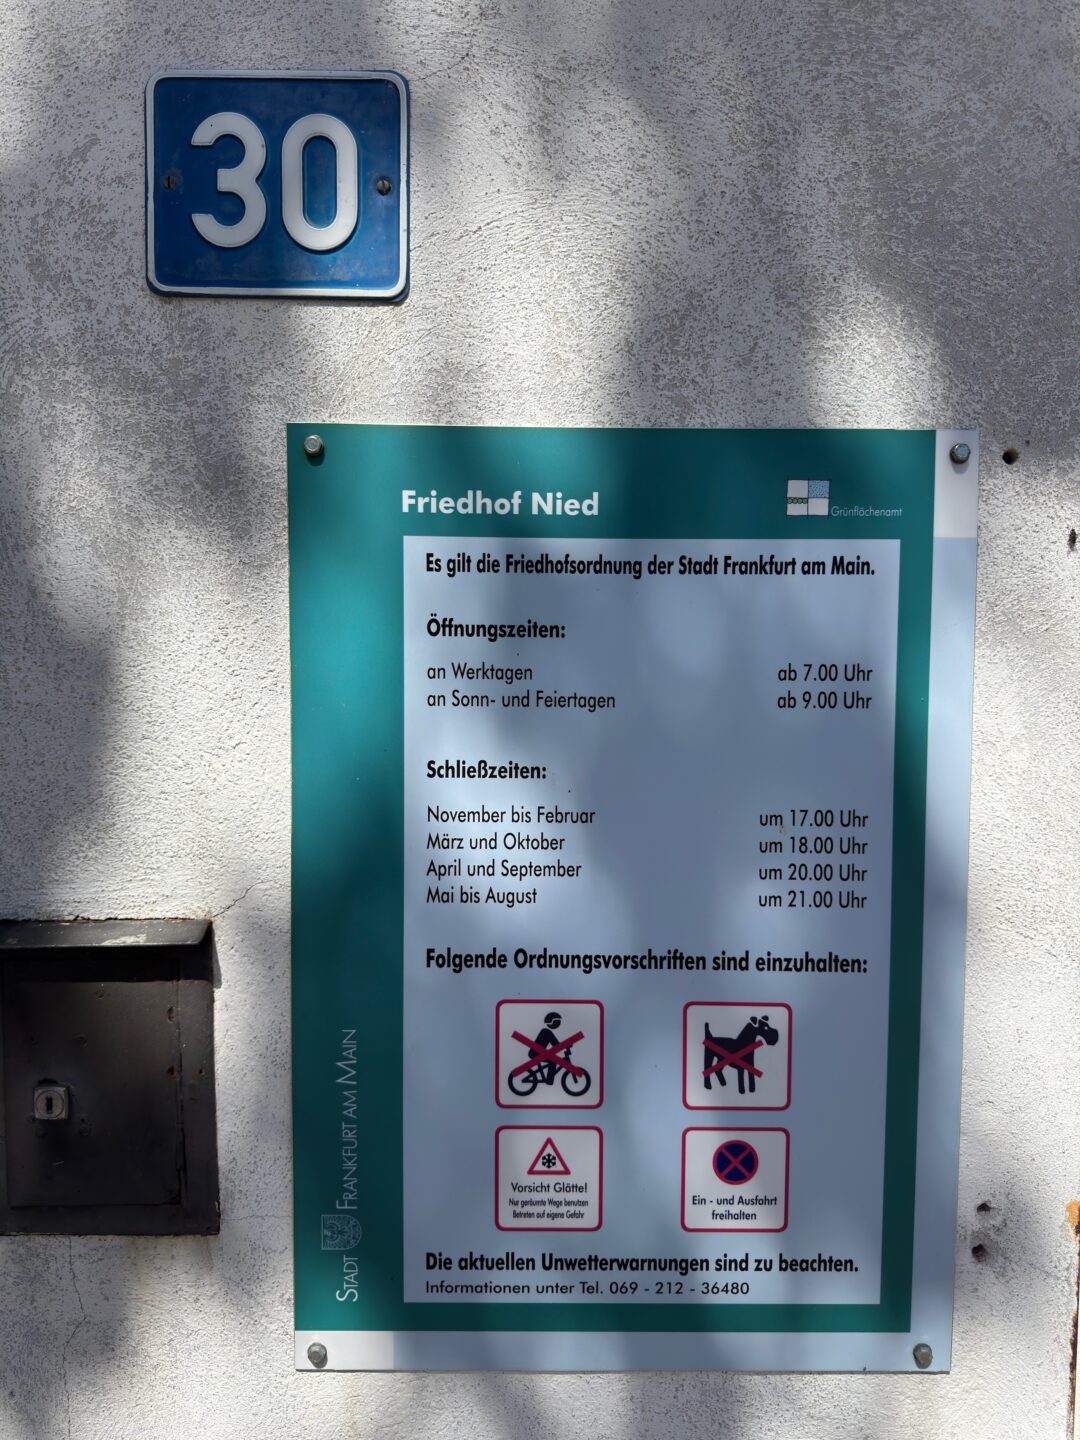 30
Friedhof Nied
Grünflächenamt
Es gilt die Friedhofsordnung der Stadt Frankfurt am Main.
Öffnungszeiten:
an Werktagen ab 7.00 Uhr
an Sonn- und Feiertagen ab 9.00 Uhr
Schließzeiten:
November bis Februar um 17.00 Uhr
März und Oktober um 18.00 Uhr
April und September um 20.00 Uhr
Mai bis August um 21.00 Uhr
Folgende Ordnungsvorschriften sind einzuhalten:
Vorsicht Glätte!
Nur geräumte Wege benutzen
Betreten auf eigene Gefahr
Ein - und Ausfahrt
freihalten
Die aktuellen Unwetterwarnungen sind zu beachten.
Informationen unter Tel. 069 - 212 - 36480
STADT FRANKFURT AM MAIN